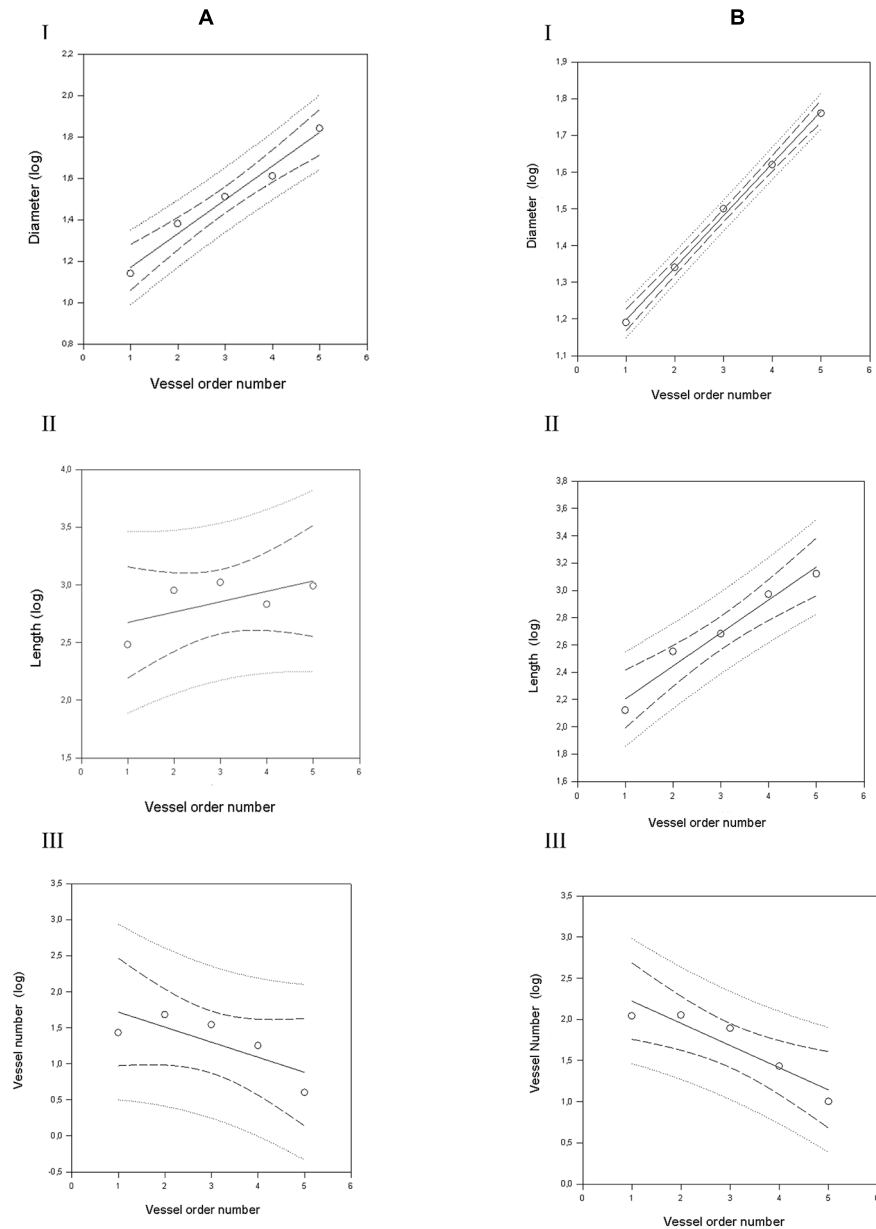 A
B
I
I
2,2
2,0
1,8
1,6
1,4
1,2
1,0
0,8
Diameter (log)
0 1 2 3 4 5 6
Vessel order number
1,9
1,8
1,7
1,6
1,5
1,4
1,3
1,2
1,1
Diameter (log)
0 1 2 3 4 5 6
Vessel order number
II
II
4,0
3,5
3,0
2,5
2,0
1,5
Length (log)
0 1 2 3 4 5 6
Vessel order number
3,8
3,6
3,4
3,2
3,0
2,8
2,6
2,4
2,2
2,0
1,8
1,6
Length (log)
0 1 2 3 4 5 6
Vessel order number
III
III
3,5
3,0
2,5
2,0
1,5
1,0
0,5
0,0
-0,5
Vessel number (log)
0 1 2 3 4 5 6
Vessel order number
3,5
3,0
2,5
2,0
1,5
1,0
0,5
0,0
Vessel Number (log)
0 1 2 3 4 5 6
Vessel order number